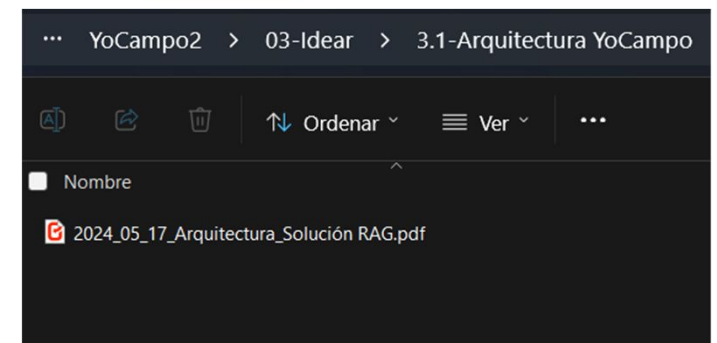 ··· YoCampo2 > 03-Idear > 3.1-Arquitectura YoCampo
Ordenar Ver ···
Nombre
2024_05_17_Arquitectura_Solución RAG.pdf